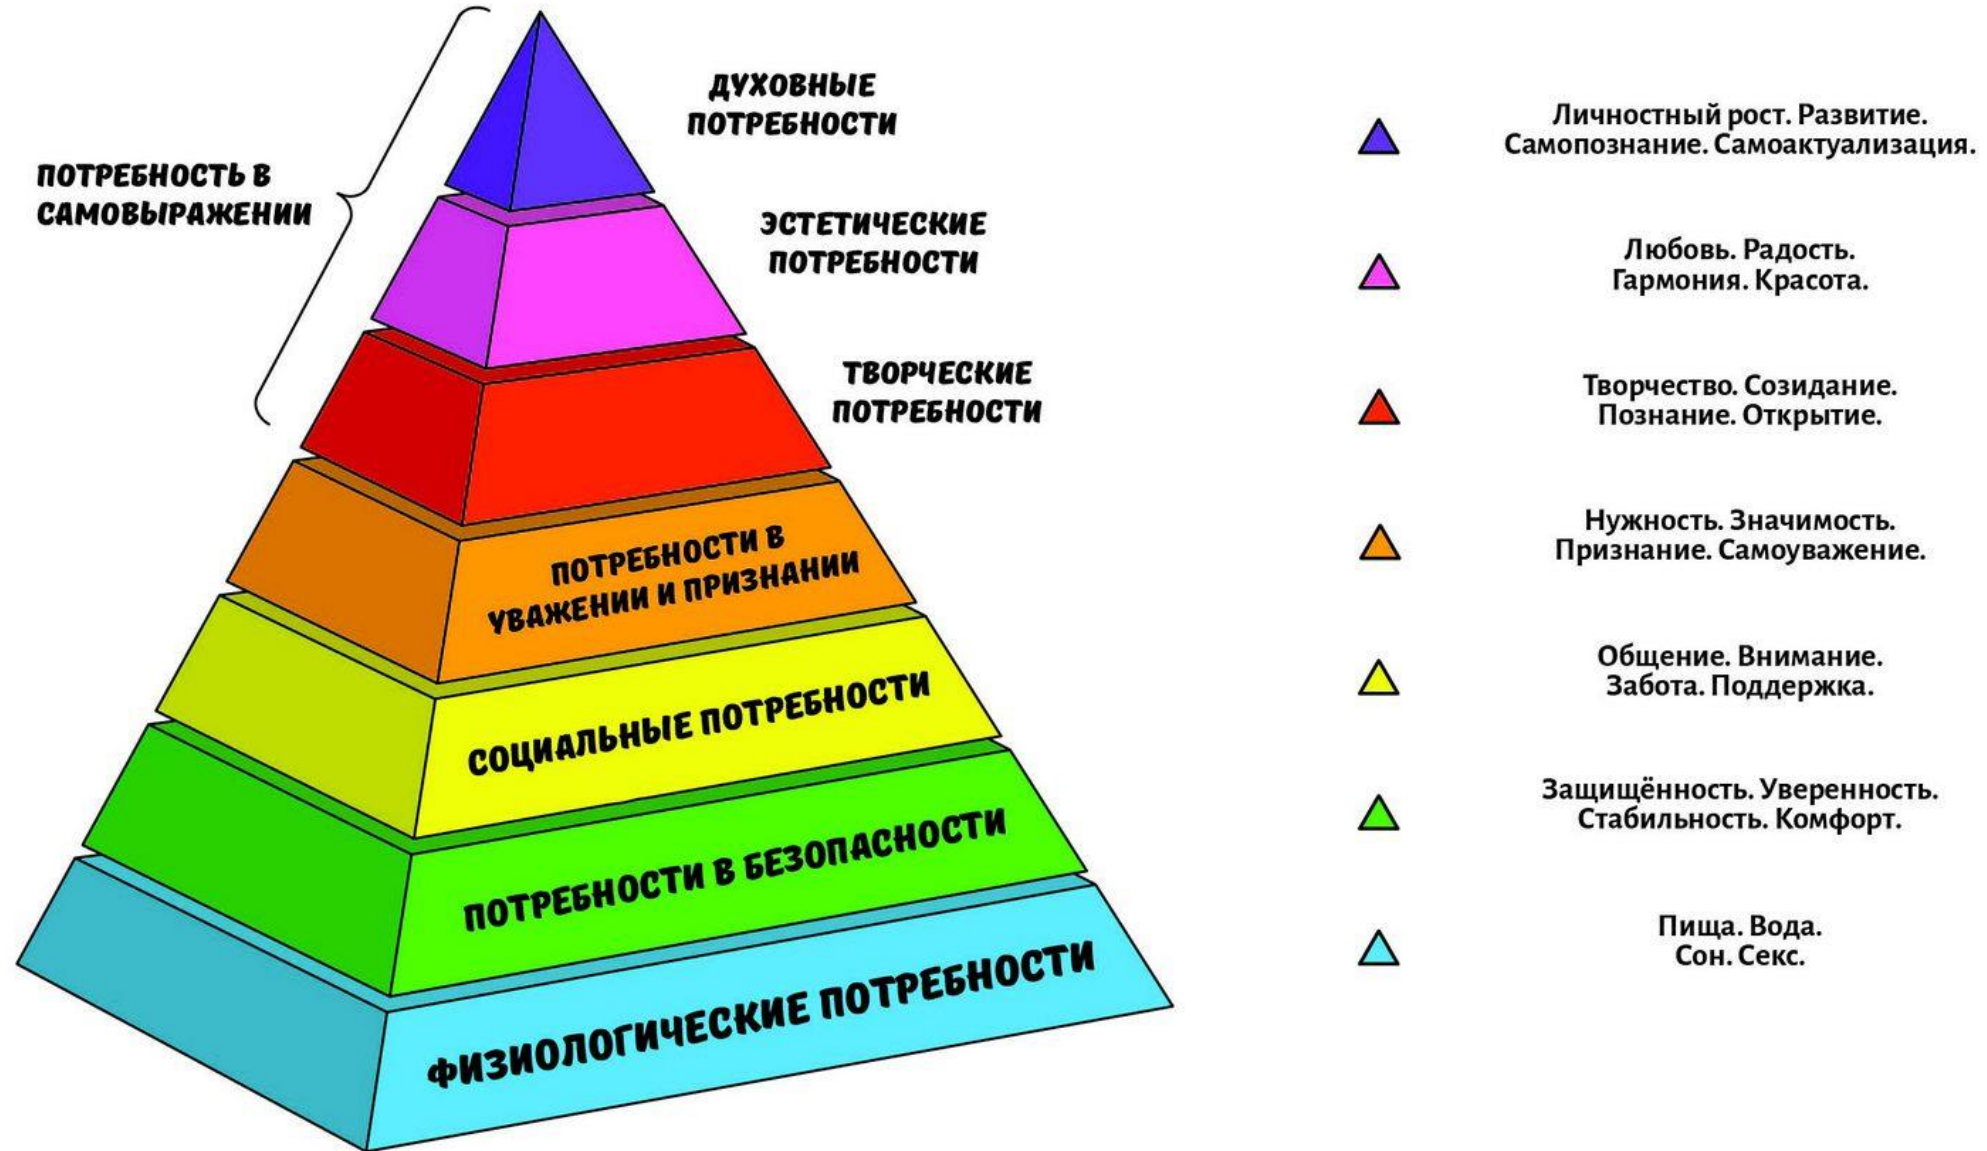 ПОТРЕБНОСТЬ В
САМОВЫРАЖЕНИИ
ДУХОВНЫЕ
ПОТРЕБНОСТИ
ЭСТЕТИЧЕСКИЕ
ПОТРЕБНОСТИ
ТВОРЧЕСКИЕ
ПОТРЕБНОСТИ
ПОТРЕБНОСТИ В
УВАЖЕНИИ И ПРИЗНАНИИ
СОЦИАЛЬНЫЕ ПОТРЕБНОСТИ
ПОТРЕБНОСТИ В БЕЗОПАСНОСТИ
ФИЗИОЛОГИЧЕСКИЕ ПОТРЕБНОСТИ
Личностный рост. Развитие.
Самопознание. Самоактуализация.
Любовь. Радость.
Гармония. Красота.
Творчество. Созидание.
Познание. Открытие.
Нужность. Значимость.
Признание. Самоуважение.
Общение. Внимание.
Забота. Поддержка.
Защищённость. Уверенность.
Стабильность. Комфорт.
Пища. Вода.
Сон. Секс.